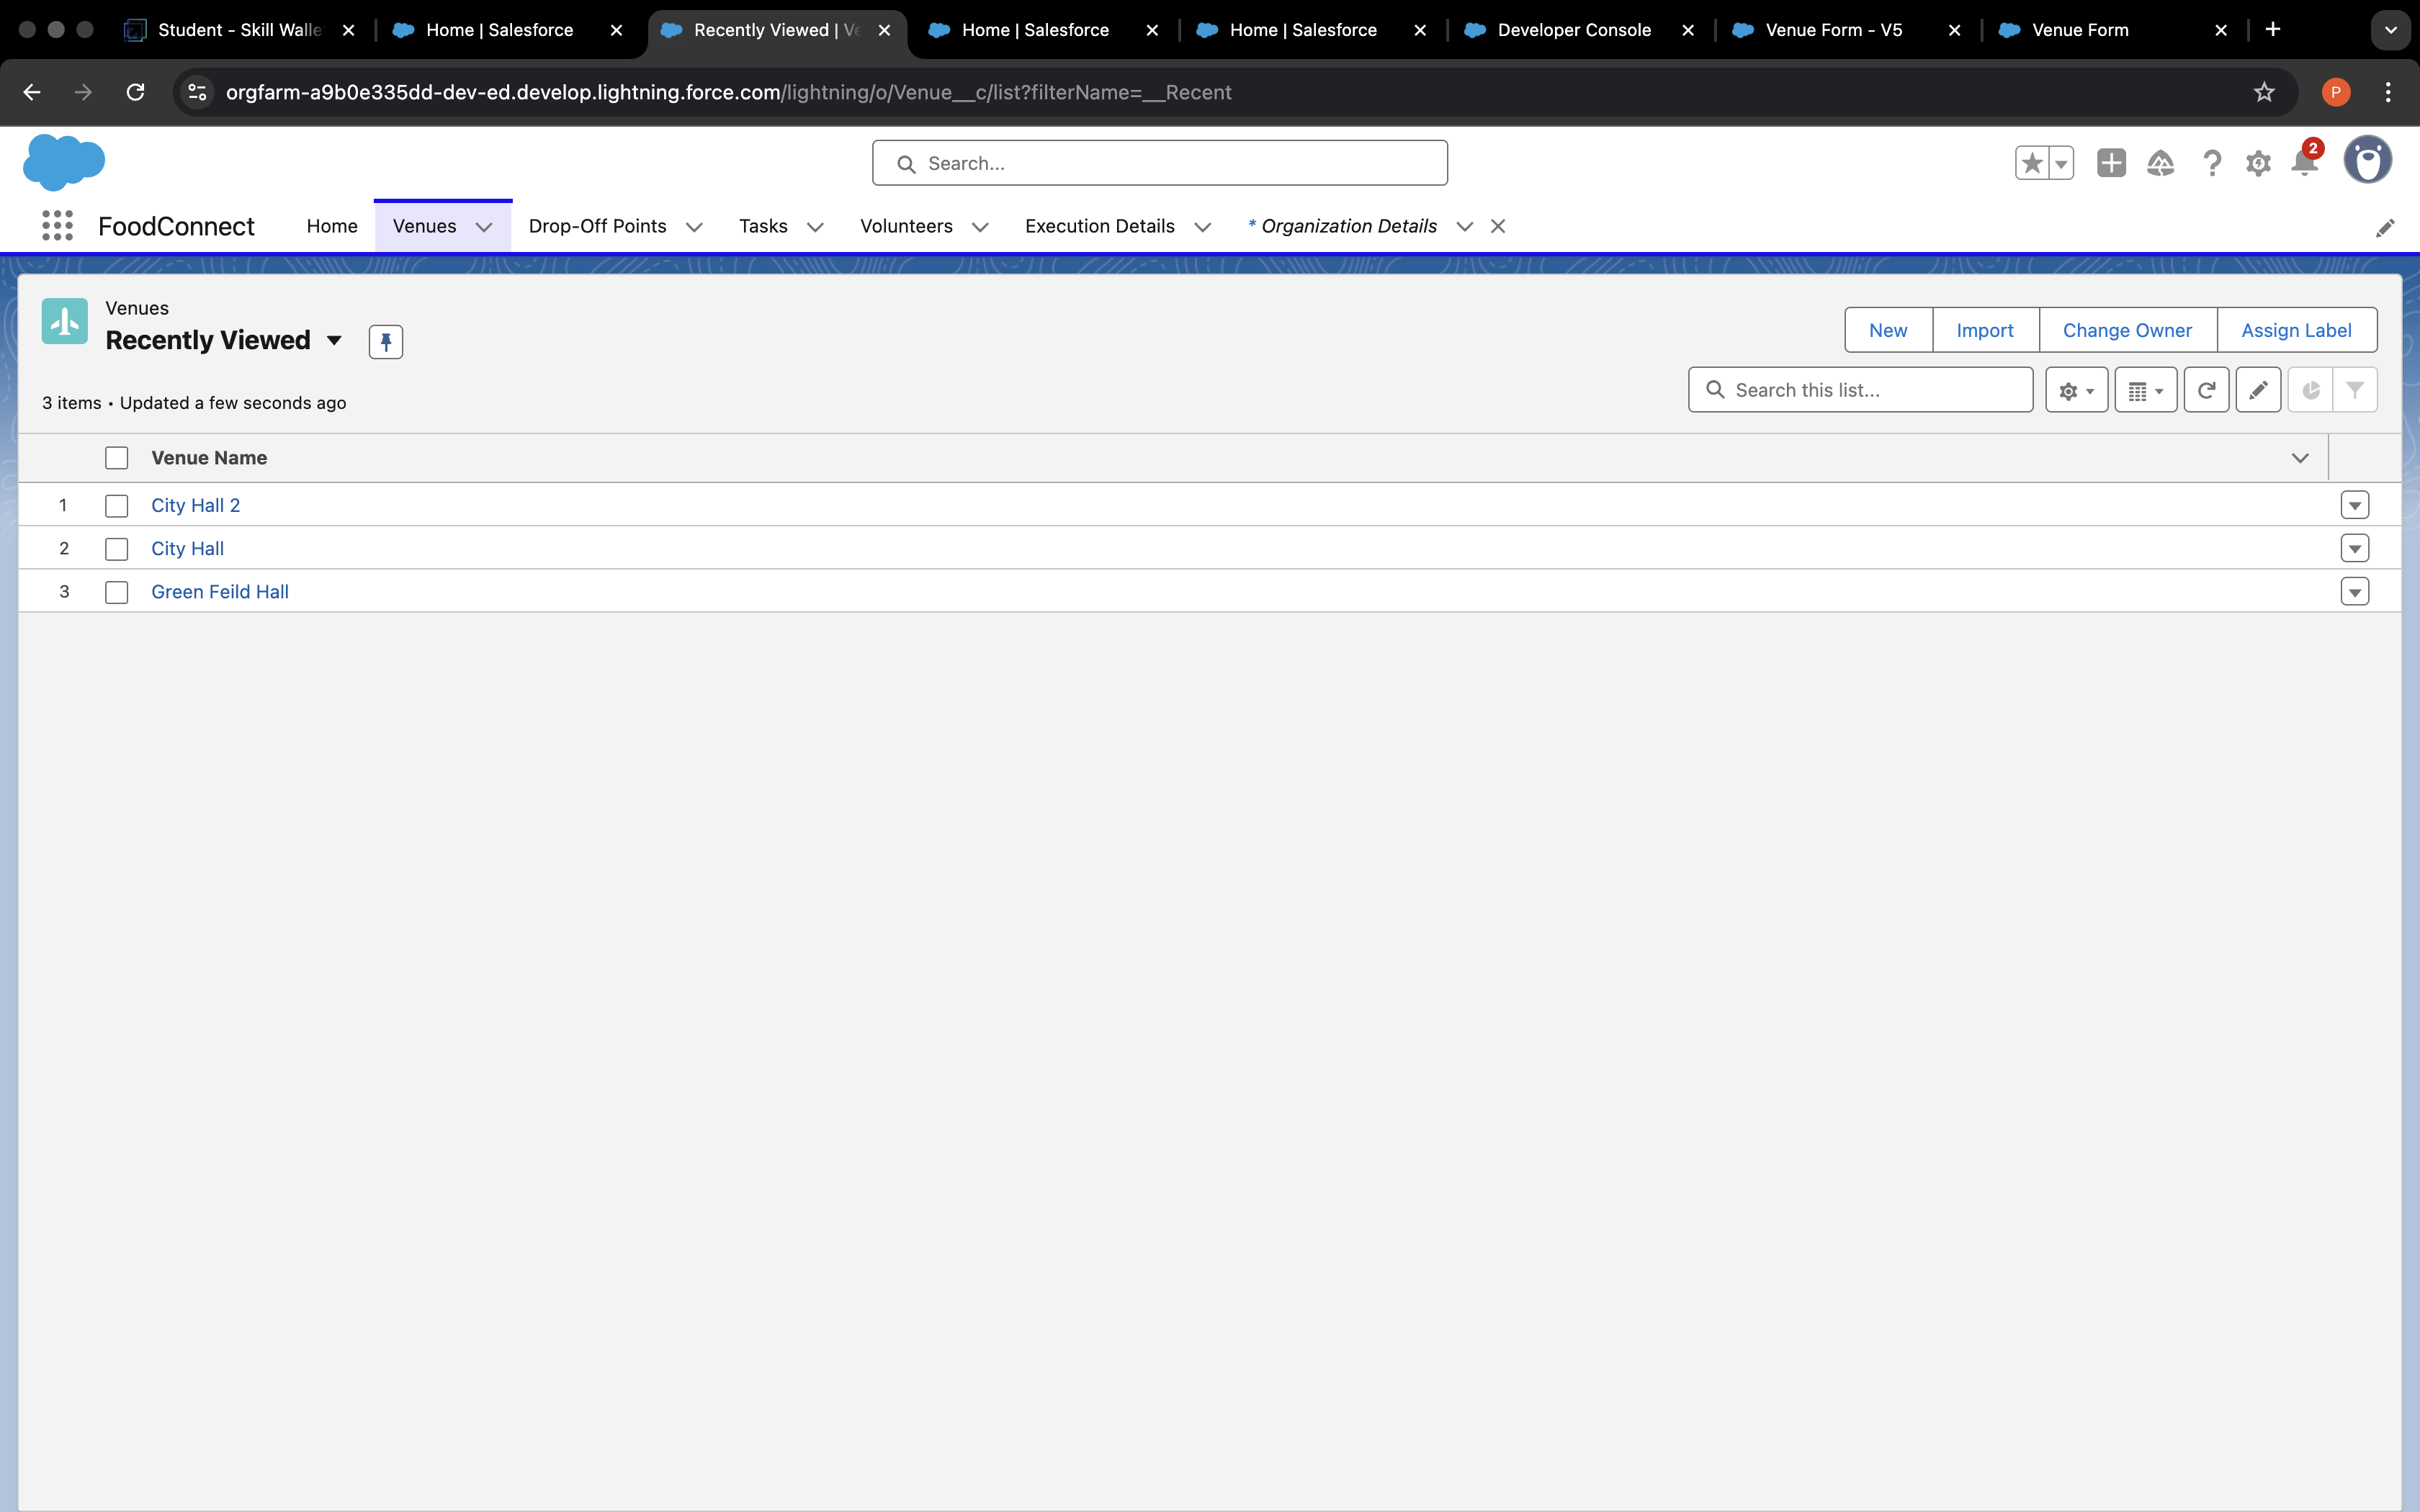 Student - Skill Walle
Home | Salesforce
Recently Viewed | Ve
Home | Salesforce
Home | Salesforce
Developer Console
Venue Form - V5
Venue Form
orgfarm-a9b0e335dd-dev-ed.develop.lightning.force.com/lightning/o/Venue__c/list?filterName=__Recent
P
Search...
2
FoodConnect
Home
Venues
Drop-Off Points
Tasks
Volunteers
Execution Details
* Organization Details
Venues
Recently Viewed
New
Import
Change Owner
Assign Label
3 items • Updated a few seconds ago
Search this list...
Venue Name
1 City Hall 2
2 City Hall
3 Green Feild Hall